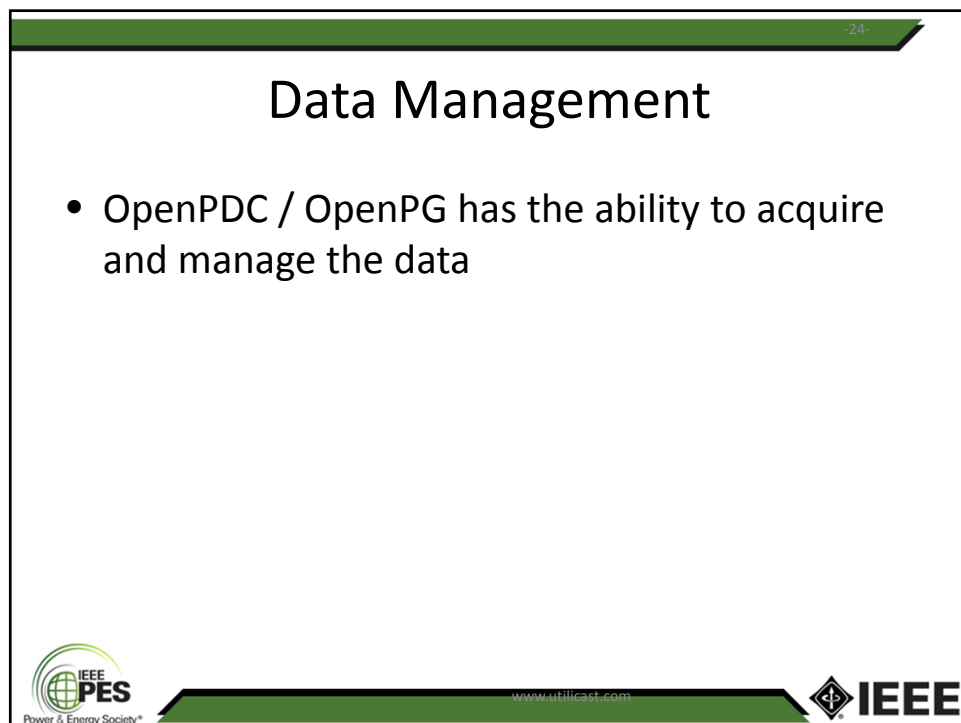 -24-
Data Management
• OpenPDC / OpenPG has the ability to acquire
and manage the data
IEEE
PES
Power & Energy Society®
www.utilicast.com
IEEE